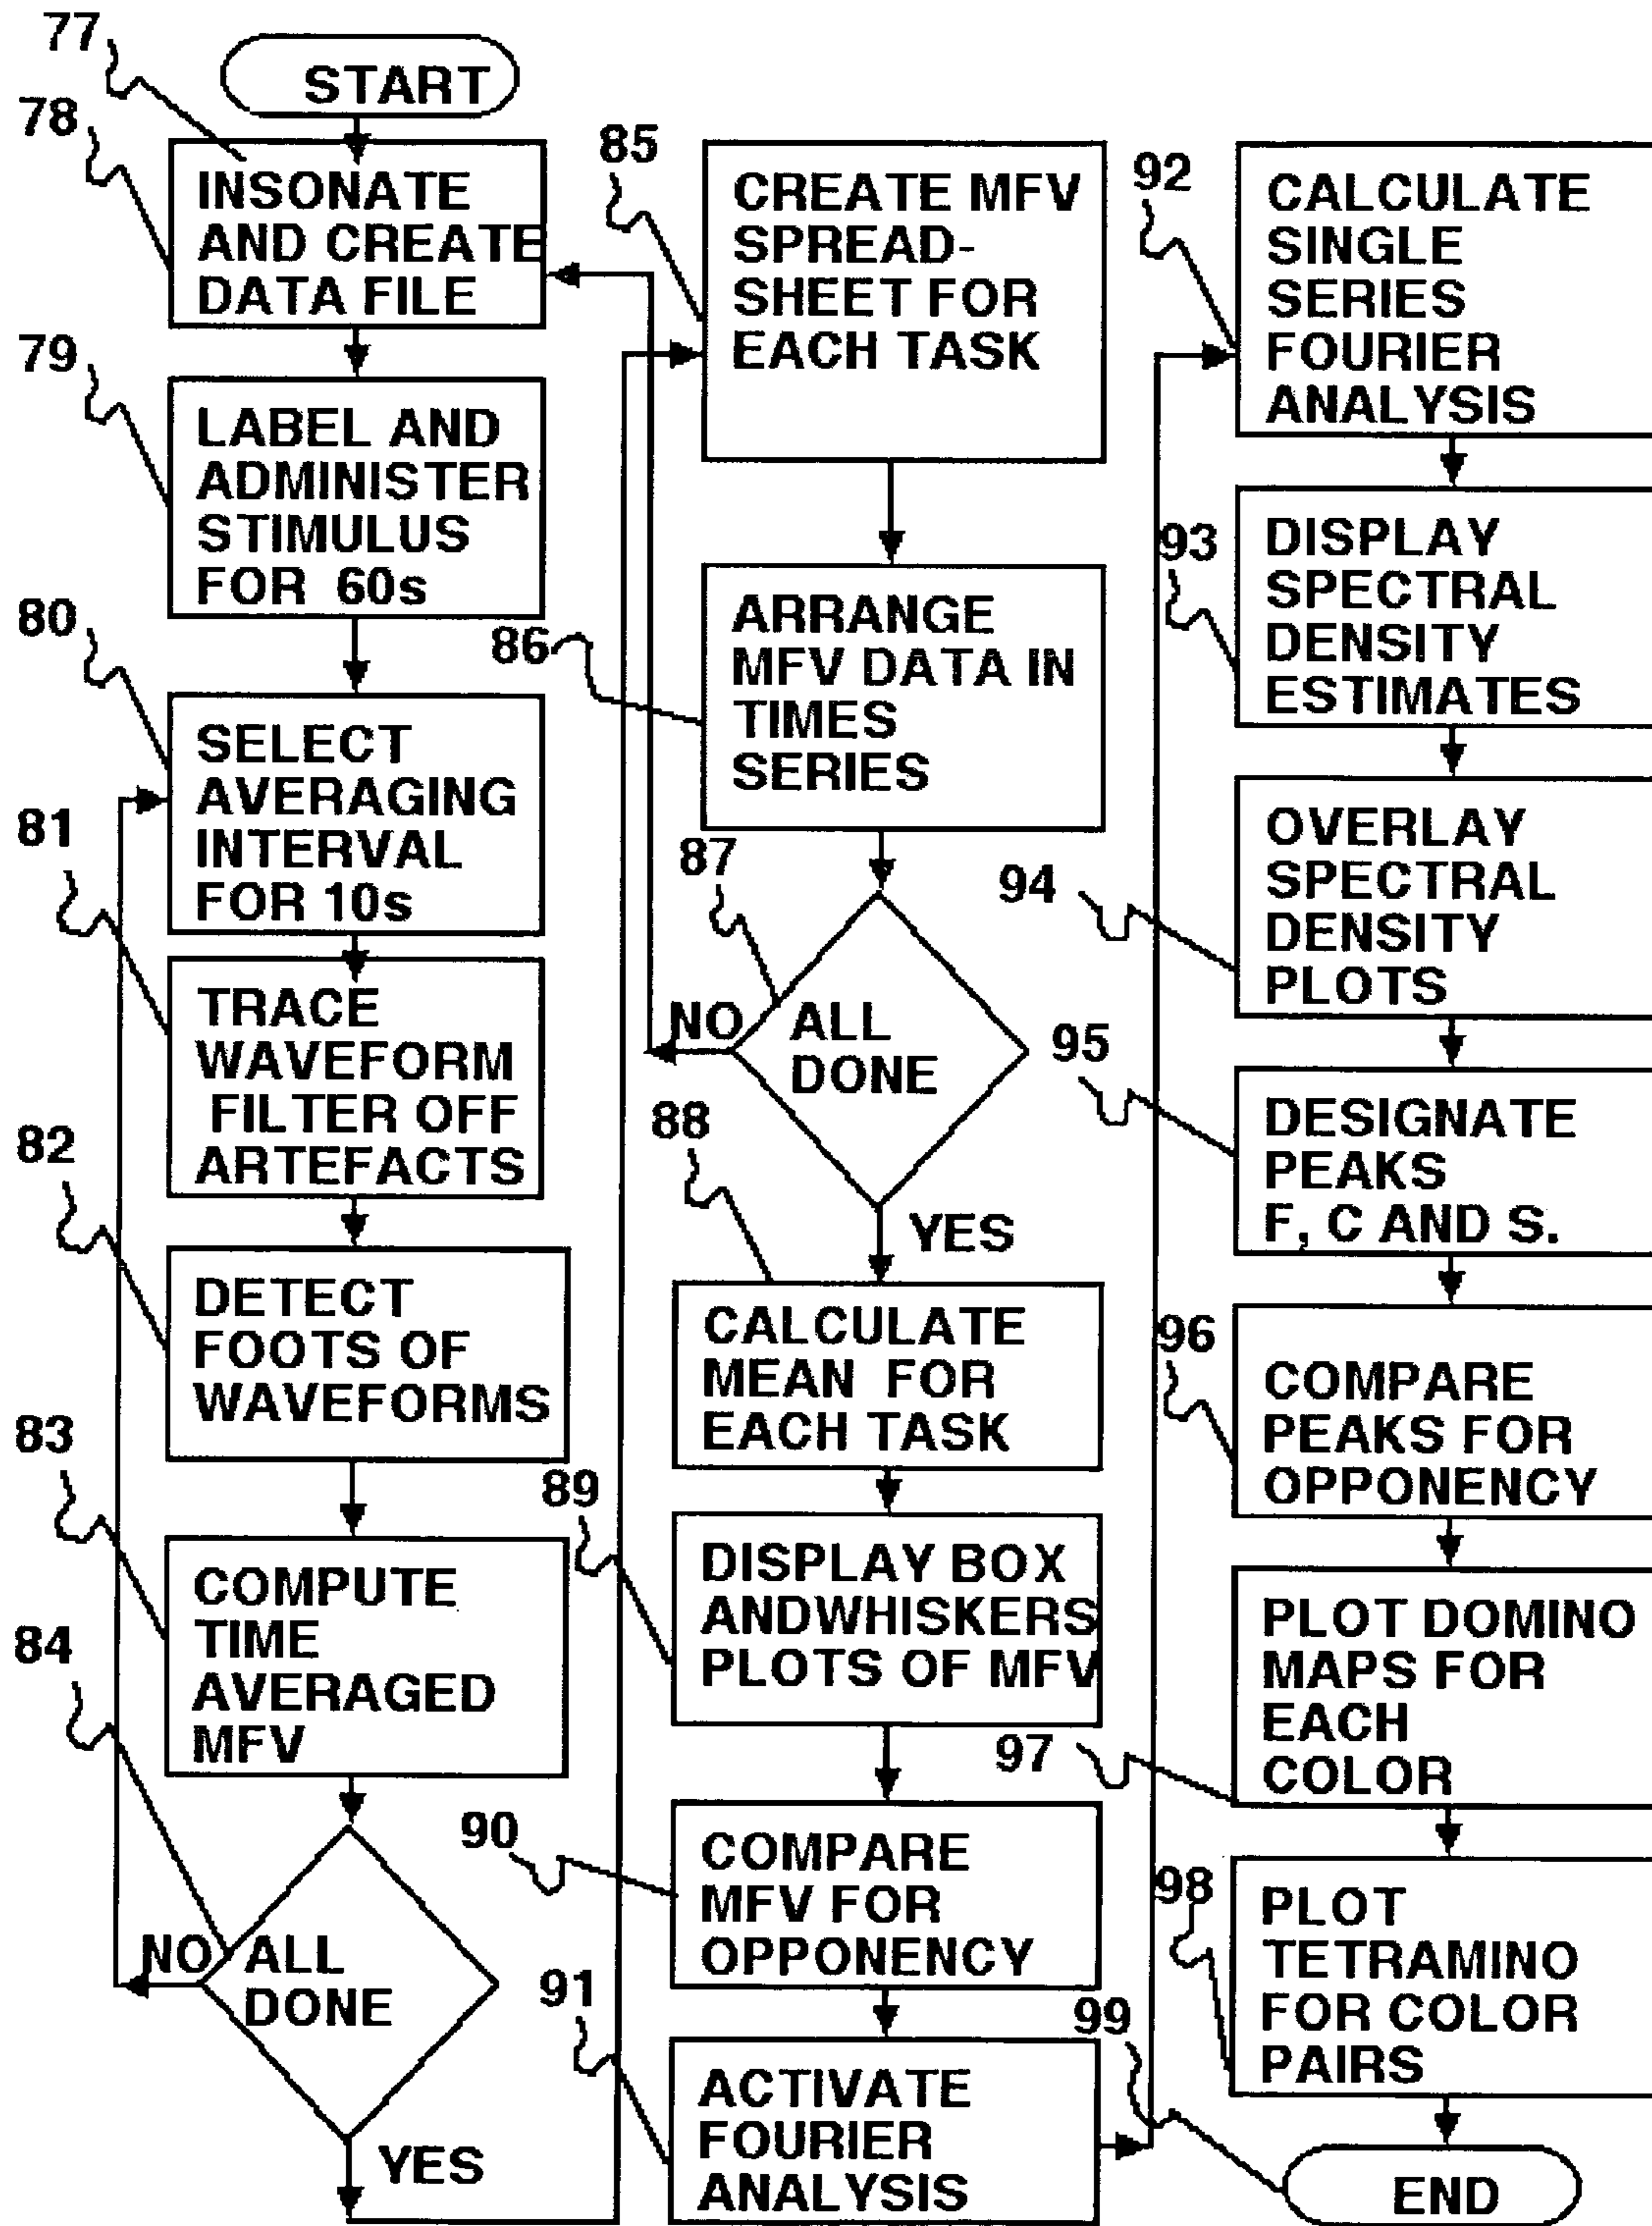 77
START
78
INSONATE
AND CREATE
DATA FILE
79
LABEL AND
ADMINISTER
STIMULUS
FOR 60s
80
SELECT
AVERAGING
INTERVAL
FOR 10s
81
TRACE
WAVEFORM
FILTER OFF
ARTEFACTS
82
DETECT
FOOTS OF
WAVEFORMS
83
COMPUTE
TIME
AVERAGED
MFV
84
NO
ALL
DONE
YES
85
CREATE MFV
SPREAD-
SHEET FOR
EACH TASK
86
ARRANGE
MFV DATA IN
TIMES
SERIES
87
NO
ALL
DONE
YES
88
CALCULATE
MEAN FOR
EACH TASK
89
DISPLAY BOX
ANDWHISKERS
PLOTS OF MFV
90
COMPARE
MFV FOR
OPPONENCY
91
ACTIVATE
FOURIER
ANALYSIS
92
CALCULATE
SINGLE
SERIES
FOURIER
ANALYSIS
93
DISPLAY
SPECTRAL
DENSITY
ESTIMATES
94
OVERLAY
SPECTRAL
DENSITY
PLOTS
95
DESIGNATE
PEAKS
F, C AND S.
96
COMPARE
PEAKS FOR
OPPONENCY
97
PLOT DOMINO
MAPS FOR
EACH
COLOR
98
PLOT
TETRAMINO
FOR COLOR
PAIRS
99
END